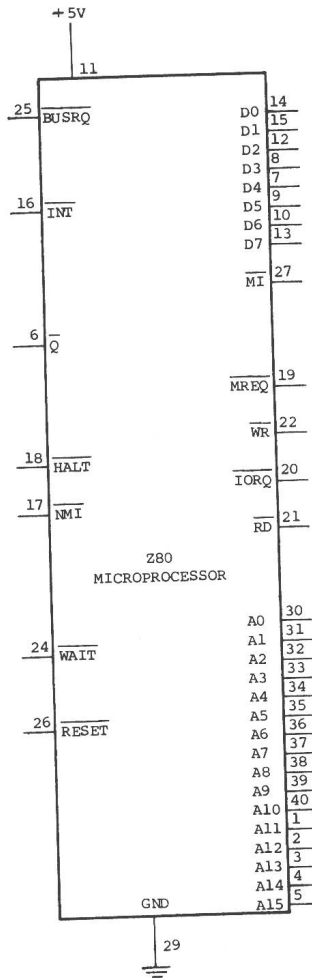 +5V
11
25 BUSRQ
16 INT
6 Q
18 HALT
17 NMI
24 WAIT
26 RESET
D0 14
D1 15
D2 12
D3 8
D4 7
D5 9
D6 10
D7 13
MI 27
MREQ 19
WR 22
IORQ 20
RD 21
Z80
MICROPROCESSOR
A0 30
A1 31
A2 32
A3 33
A4 34
A5 35
A6 36
A7 37
A8 38
A9 39
A10 40
A11 1
A12 2
A13 3
A14 4
A15 5
GND
29